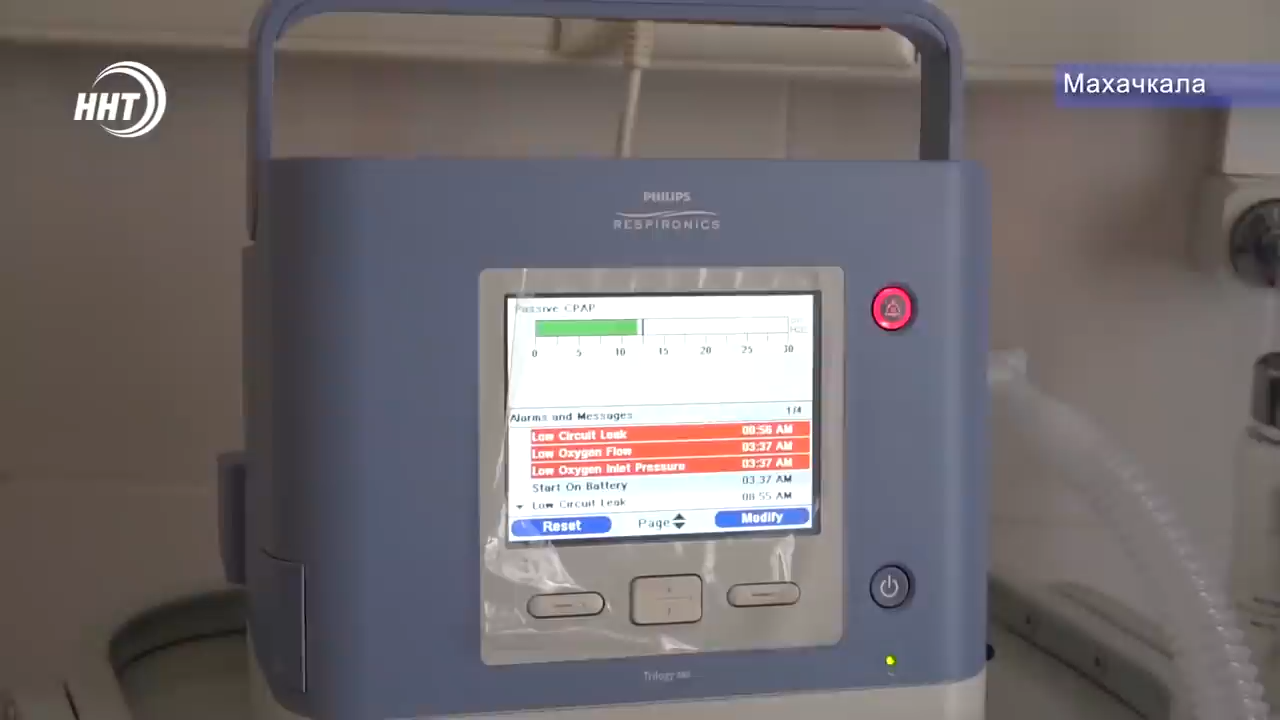 ННТ
Махачкала
PHILIPS
RESPIRONICS
Passive CPAP
H2O
0 5 10 15 20 25 30
Alarms and Messages 1/4
Low Circuit Leak 08:56 AM
Low Oxygen Flow 03:37 AM
Low Oxygen Inlet Pressure 03:37 AM
Start On Battery 03:37 AM
Low Circuit Leak 08:55 AM
Reset Page Modify
Trilogy